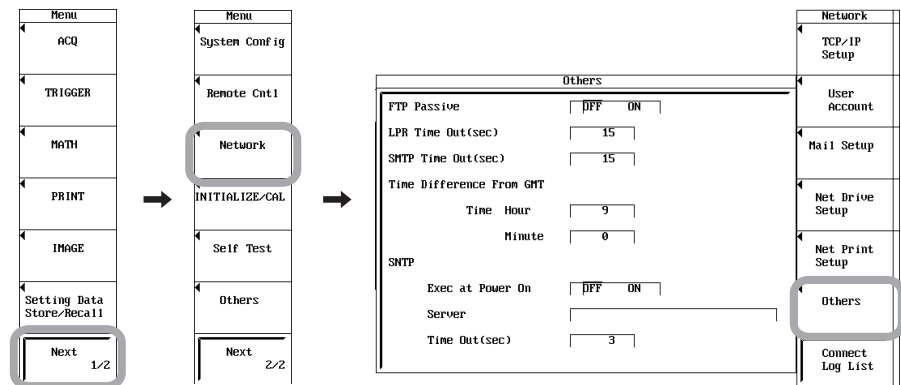 Menu
ACQ
TRIGGER
MATH
PRINT
IMAGE
Setting Data
Store/Recall
Next
1/2
Menu
System Config
Remote Cntl
Network
INITIALIZE/CAL
Self Test
Others
Next
2/2
Others
FTP Passive OFF ON
LPR Time Out(sec) 15
SMTP Time Out(sec) 15
Time Difference From GMT
Time Hour 9
Minute 0
SNTP
Exec at Power On OFF ON
Server
Time Out(sec) 3
Network
TCP/IP
Setup
User
Account
Mail Setup
Net Drive
Setup
Net Print
Setup
Others
Connect
Log List